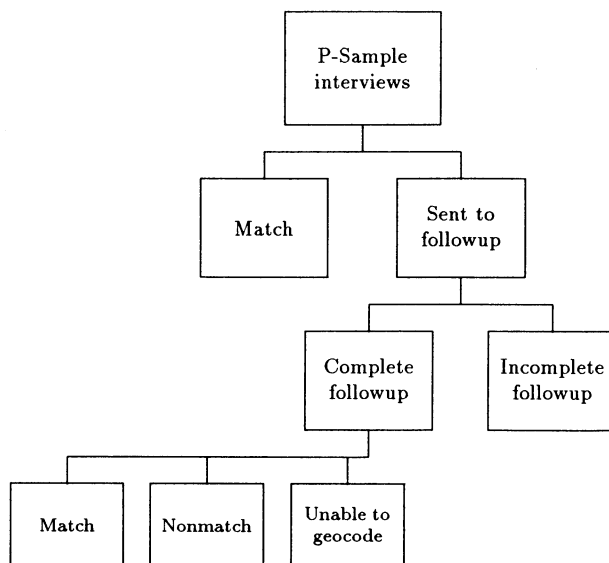 P-Sample
interviews
Match
Sent to
followup
Complete
followup
Incomplete
followup
Match
Nonmatch
Unable to
geocode